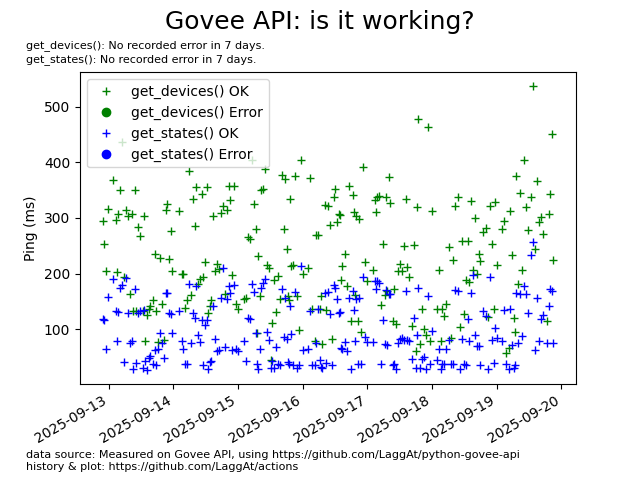 Govee API: is it working?
get_devices(): No recorded error in 7 days.
get_states(): No recorded error in 7 days.
get_devices() OK
get_devices() Error
get_states() OK
get_states() Error
Ping (ms)
500
400
300
200
100
2025-09-13
2025-09-14
2025-09-15
2025-09-16
2025-09-17
2025-09-18
2025-09-19
2025-09-20
data source: Measured on Govee API, using https://github.com/LaggAt/python-govee-api
history & plot: https://github.com/LaggAt/actions